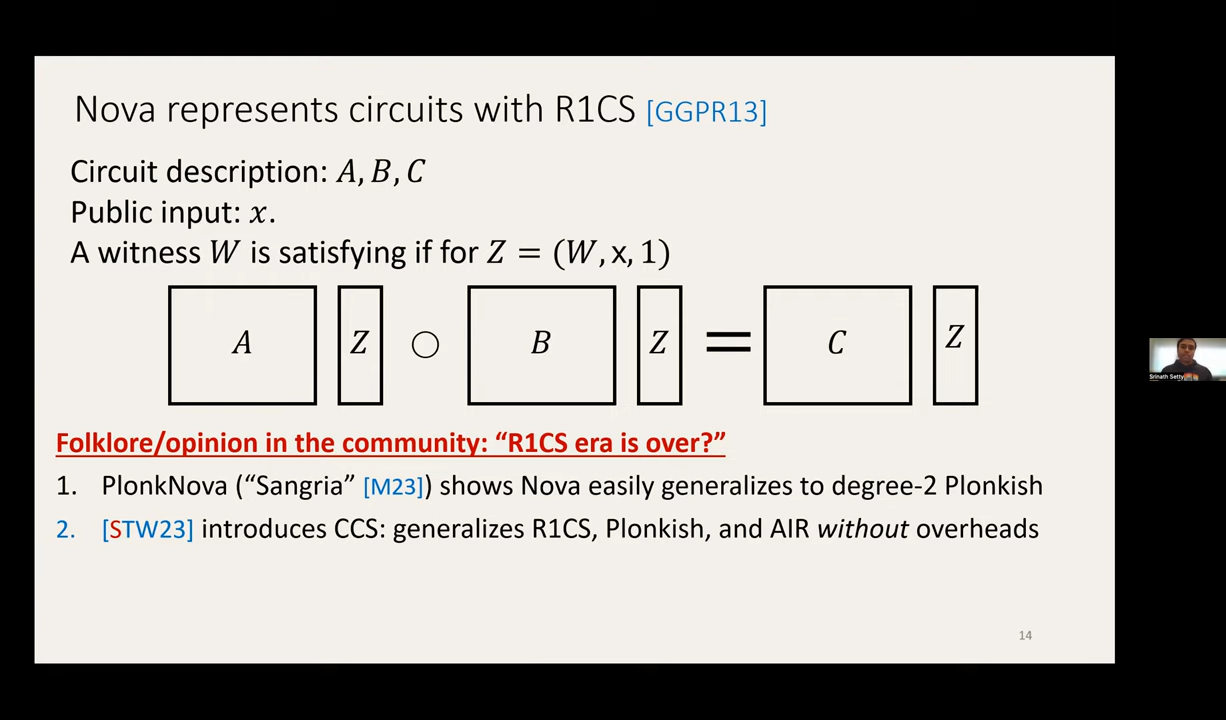 Nova represents circuits with R1CS [GGPR13]
Circuit description: A, B, C
Public input: x.
A witness W is satisfying if for Z = (W, x, 1)
A Z ○ B Z = C Z
Folklore/opinion in the community: “R1CS era is over?”
1. PlonkNova (“Sangria” [M23]) shows Nova easily generalizes to degree-2 Plonkish
2. [STW23] introduces CCS: generalizes R1CS, Plonkish, and AIR without overheads
14
Srinath Setty